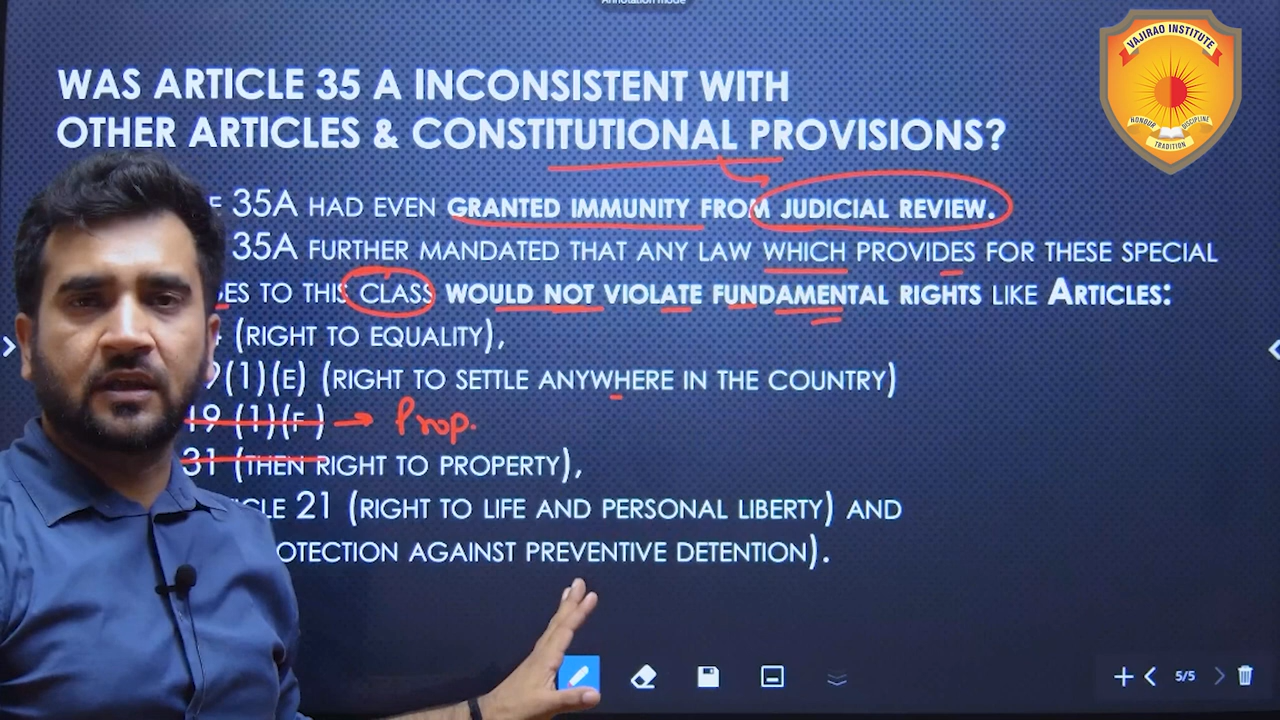 Annotation mode
VAJIRAO INSTITUTE
HONOUR DISCIPLINE
TRADITION
WAS ARTICLE 35 A INCONSISTENT WITH
OTHER ARTICLES & CONSTITUTIONAL PROVISIONS?
35A HAD EVEN GRANTED IMMUNITY FROM JUDICIAL REVIEW.
35A FURTHER MANDATED THAT ANY LAW WHICH PROVIDES FOR THESE SPECIAL
TO THIS CLASS WOULD NOT VIOLATE FUNDAMENTAL RIGHTS LIKE ARTICLES:
(RIGHT TO EQUALITY),
9(1)(E) (RIGHT TO SETTLE ANYWHERE IN THE COUNTRY)
19 (1)(F) → Prop.
31 (THEN RIGHT TO PROPERTY),
CLE 21 (RIGHT TO LIFE AND PERSONAL LIBERTY) AND
OTECTION AGAINST PREVENTIVE DETENTION).
5/5